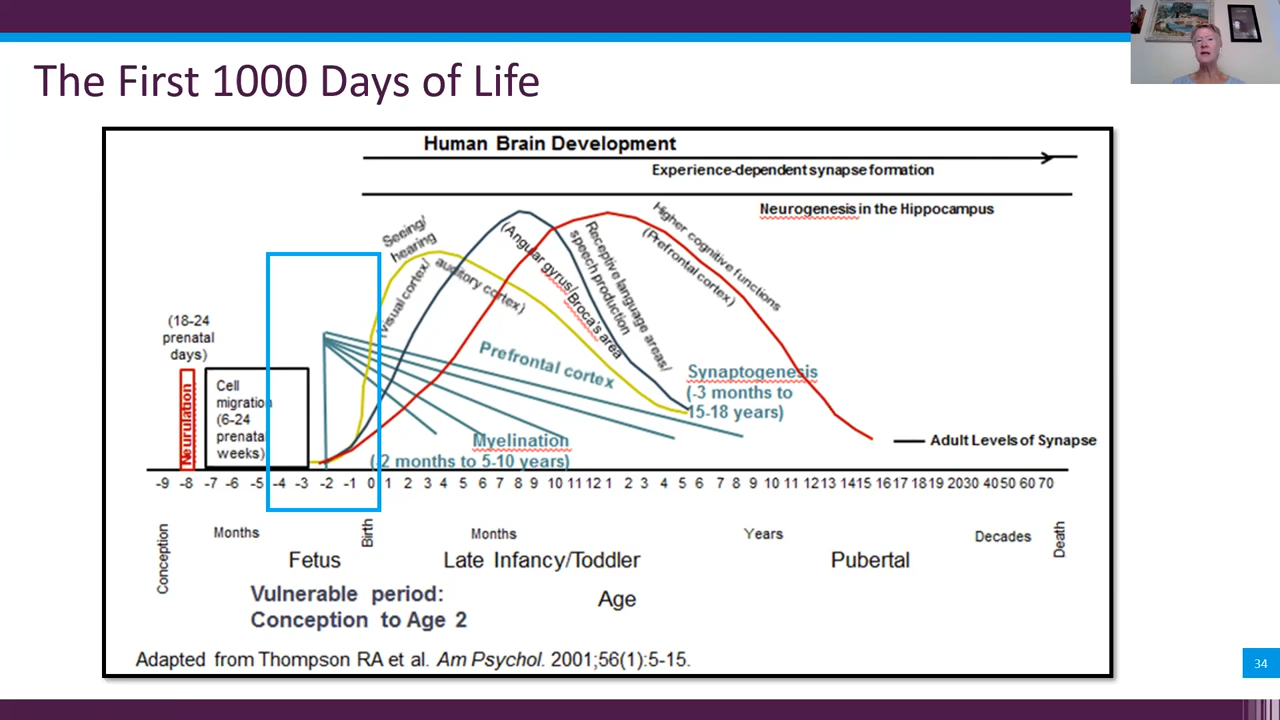 The First 1000 Days of Life
Human Brain Development
Experience-dependent synapse formation
Neurogenesis in the Hippocampus
Seeing/
hearing
(visual cortex/
auditory cortex)
(Angular gyrus/
Broca's area
Receptive language areas/
speech production
Higher cognitive functions
(Prefrontal cortex)
(18-24
prenatal
days)
Neurulation
Cell
migration
(6-24
prenatal
weeks)
Prefrontal cortex
Synaptogenesis
(-3 months to
15-18 years)
Myelination
(-2 months to 5-10 years)
Adult Levels of Synapse
-9 -8 -7 -6 -5 -4 -3 -2 -1 0 1 2 3 4 5 6 7 8 9 10 11 12 1 2 3 4 5 6 7 8 9 10 11 12 13 14 15 16 17 18 19 20 30 40 50 60 70
Conception
Months
Birth
Months
Years
Decades
Death
Fetus
Late Infancy/Toddler
Pubertal
Vulnerable period:
Conception to Age 2
Age
Adapted from Thompson RA et al. Am Psychol. 2001;56(1):5-15.
34